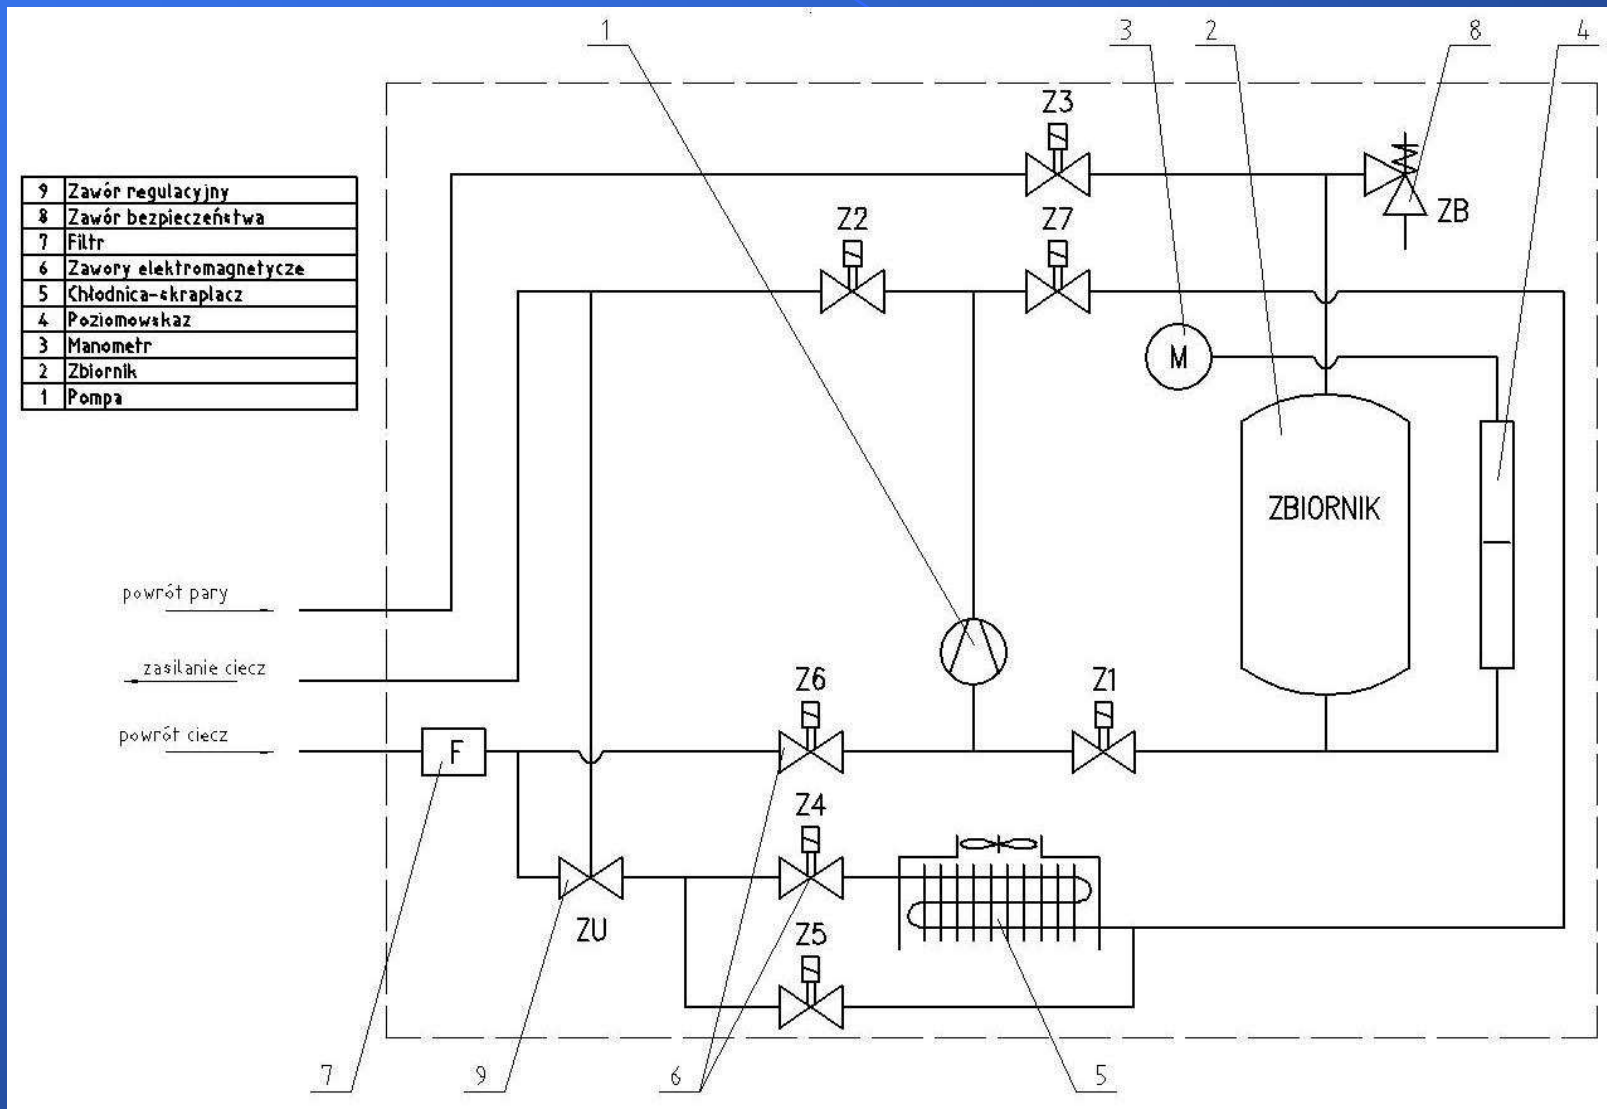 1
3
2
8
4
Z3
ZB
Z2
Z7
9 Zawór regulacyjny
8 Zawór bezpieczeństwa
7 Filtr
6 Zawory elektromagnetycze
5 Chłodnica-skraplacz
4 Poziomowskaz
3 Manometr
2 Zbiornik
1 Pompa
M
ZBIORNIK
powrót pary
zasilanie ciecz
powrót ciecz
F
Z6
Z1
Z4
ZU
Z5
7
9
6
5